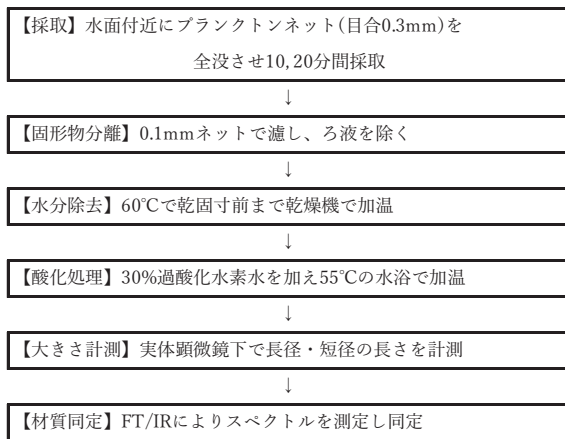 【採取】水面付近にプランクトンネット(目合0.3mm)を
全没させ10,20分間採取
↓
【固形物分離】0.1mmネットで濾し、ろ液を除く
↓
【水分除去】60℃で乾固寸前まで乾燥機で加温
↓
【酸化処理】30%過酸化水素水を加え55℃の水浴で加温
↓
【大きさ計測】実体顕微鏡下で長径・短径の長さを計測
↓
【材質同定】FT/IRによりスペクトルを測定し同定